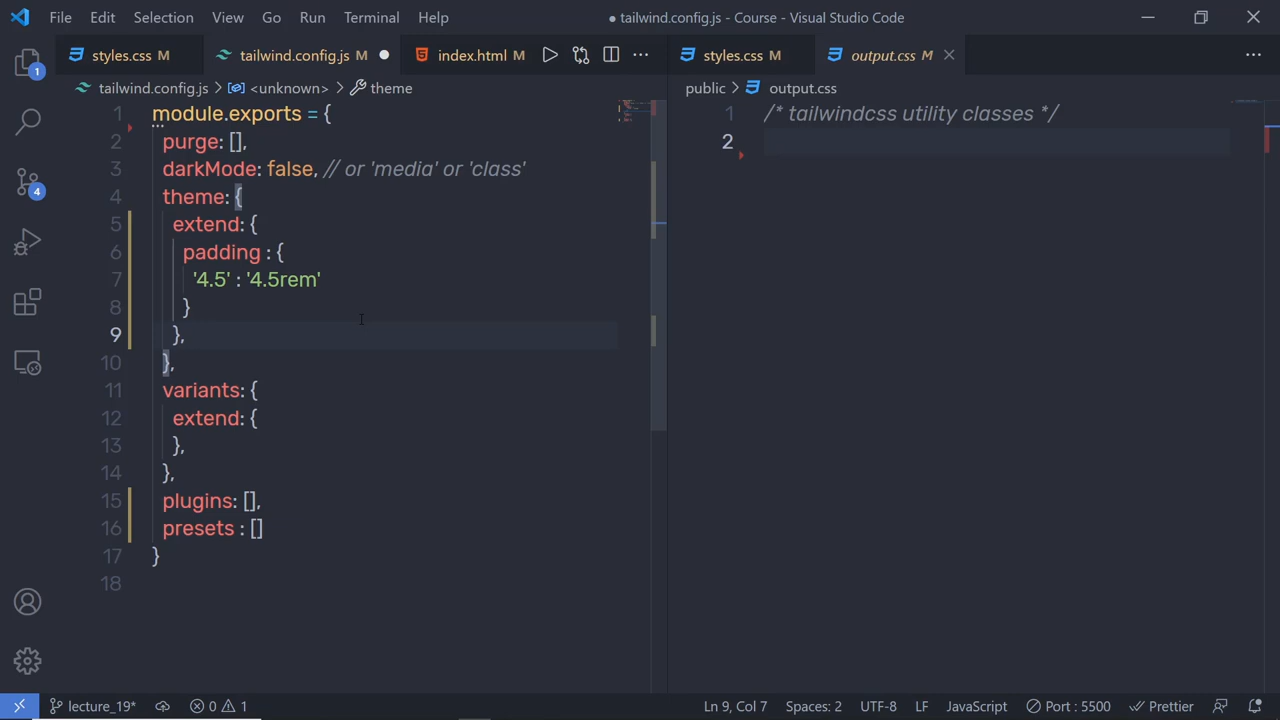 File Edit Selection View Go Run Terminal Help ● tailwind.config.js - Course - Visual Studio Code
styles.css M tailwind.config.js M ● index.html M
styles.css M output.css M
tailwind.config.js > <unknown> > theme
public > output.css
1 module.exports = {
2 purge: [],
3 darkMode: false, // or 'media' or 'class'
4 theme: {
5 extend: {
6 padding : {
7 '4.5' : '4.5rem'
8 }
9 },
10 },
11 variants: {
12 extend: {
13 },
14 },
15 plugins: [],
16 presets : []
17 }
18
1 /* tailwindcss utility classes */
2
1
4
lecture_19* 0 1 Ln 9, Col 7 Spaces: 2 UTF-8 LF JavaScript Port : 5500 Prettier